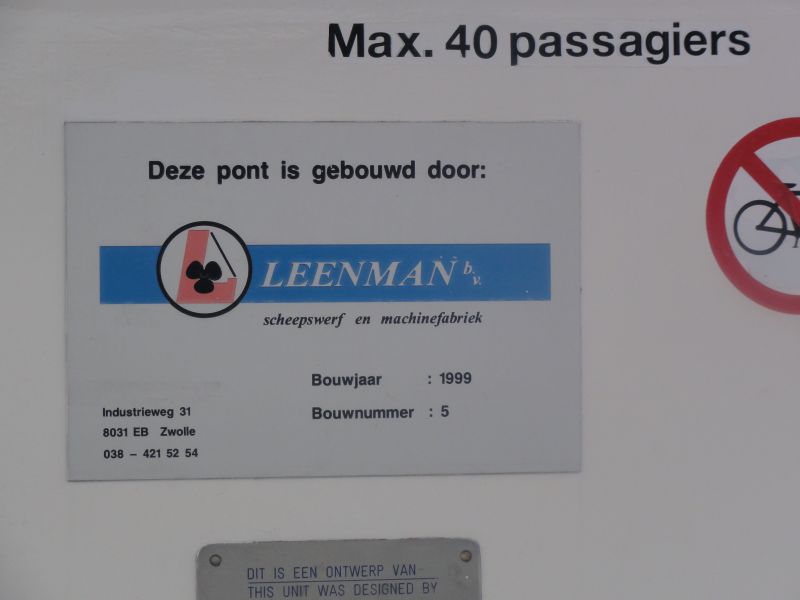 Max. 40 passagiers
Deze pont is gebouwd door:
LEENMAN b.v.
scheepswerf en machinefabriek
Bouwjaar : 1999
Bouwnummer : 5
Industrieweg 31
8031 EB Zwolle
038 – 421 52 54
DIT IS EEN ONTWERP VAN
THIS UNIT WAS DESIGNED BY